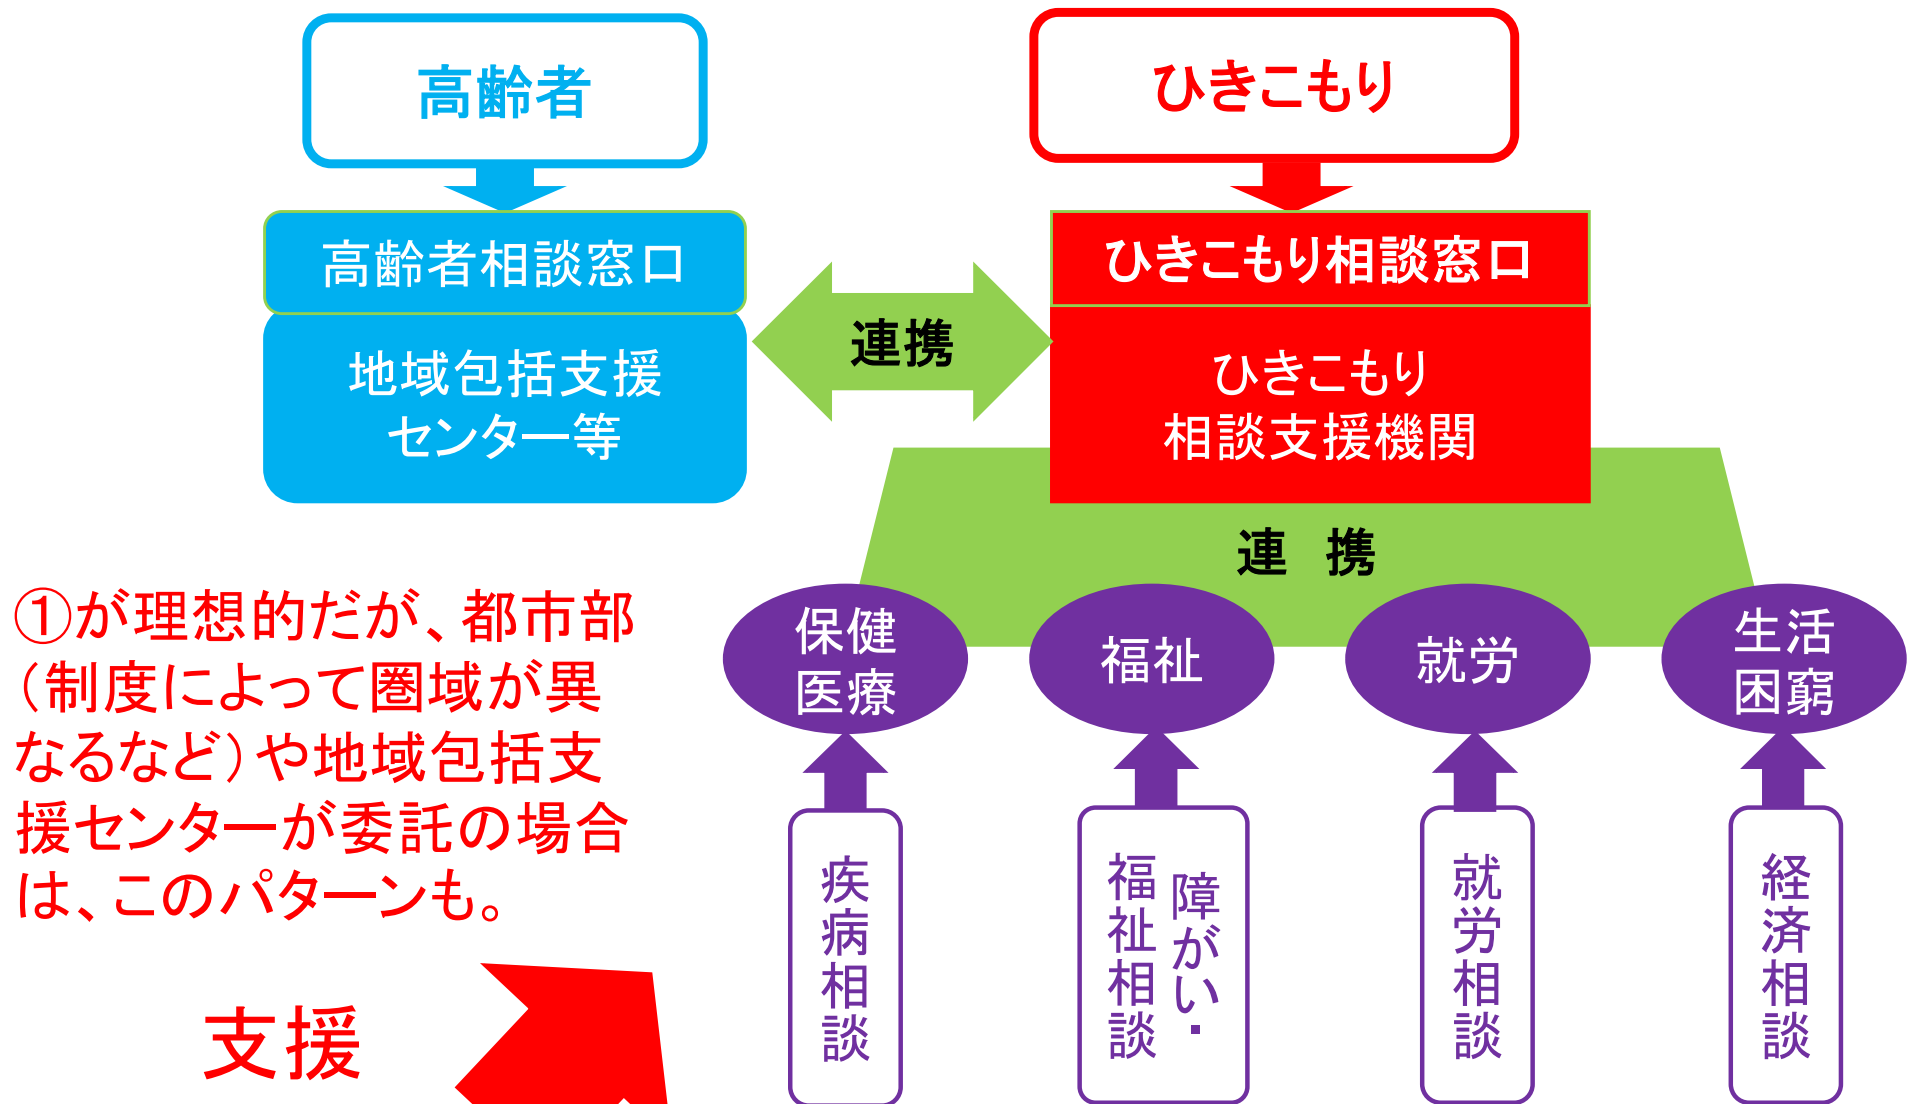 高齢者
ひきこもり
高齢者相談窓口
ひきこもり相談窓口
地域包括支援
センター等
連携
ひきこもり
相談支援機関
連　携
①が理想的だが、都市部
（制度によって圏域が異
なるなど）や地域包括支
援センターが委託の場合
は、このパターンも。
保健
医療
福祉
就労
生活
困窮
疾病相談
障がい・
福祉相談
就労相談
経済相談
支援